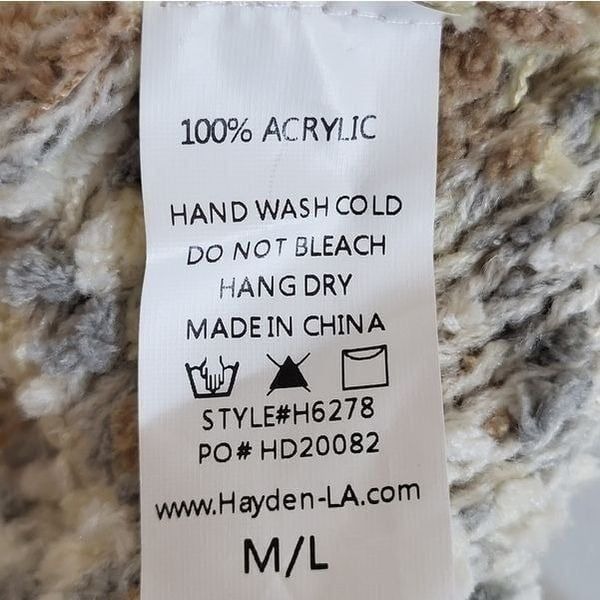 100% ACRYLIC
HAND WASH COLD
DO NOT BLEACH
HANG DRY
MADE IN CHINA
STYLE#H6278
PO# HD20082
www.Hayden-LA.com
M/L